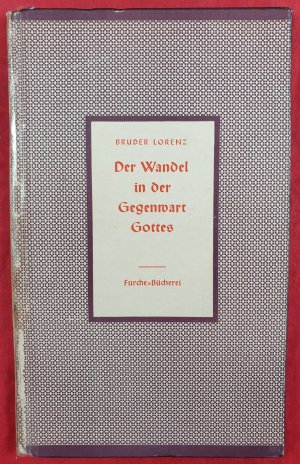 BRUDER LORENZ
Der Wandel
in der
Gegenwart
Gottes
Furche-Bücherei